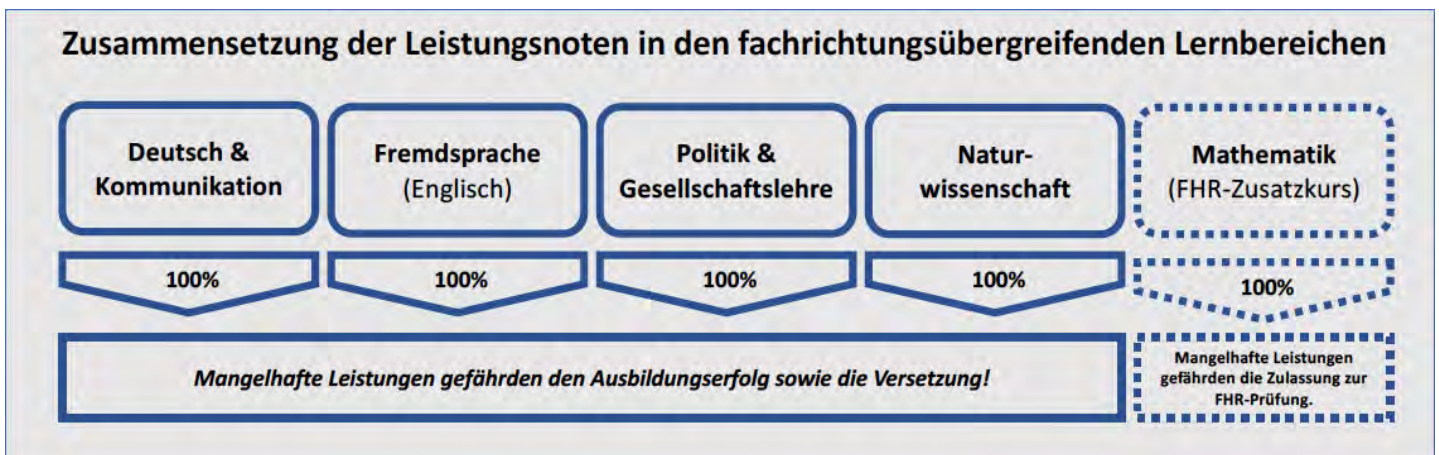 Zusammensetzung der Leistungsnoten in den fachrichtungsübergreifenden Lernbereichen
Deutsch &
Kommunikation
Fremdsprache
(Englisch)
Politik &
Gesellschaftslehre
Natur-
wissenschaft
Mathematik
(FHR-Zusatzkurs)
100%
100%
100%
100%
100%
Mangelhafte Leistungen gefährden den Ausbildungserfolg sowie die Versetzung!
Mangelhafte Leistungen
gefährden die Zulassung zur
FHR-Prüfung.